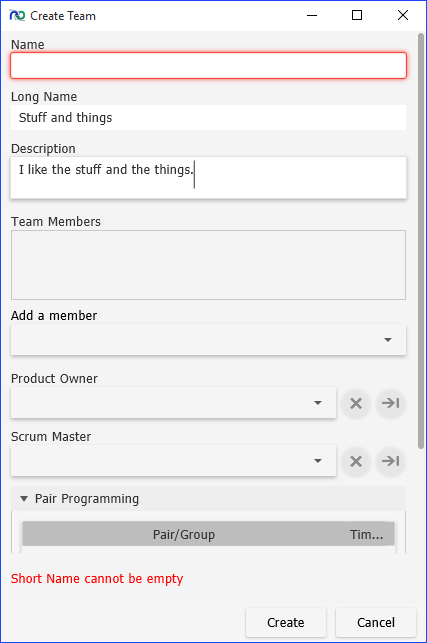 Create Team
Name
Long Name
Stuff and things
Description
I like the stuff and the things.
Team Members
Add a member
Product Owner
Scrum Master
Pair Programming
Pair/Group Tim...
Short Name cannot be empty
Create Cancel